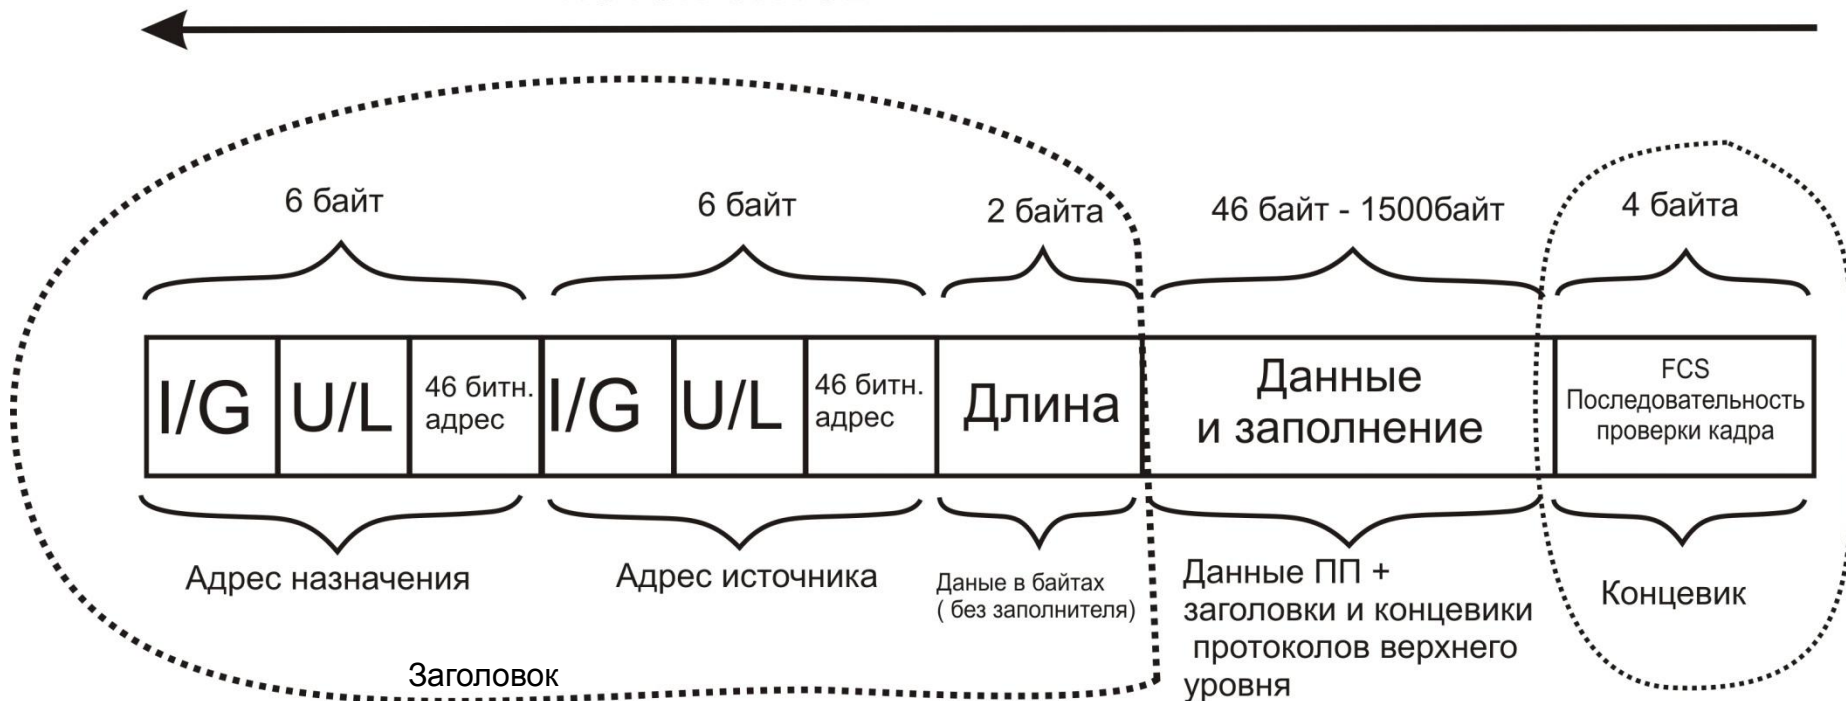 6 байт
6 байт
2 байта
46 байт - 1500байт
4 байта
I/G
U/L
46 битн.
адрес
I/G
U/L
46 битн.
адрес
Длина
Данные
и заполнение
FCS
Последовательность
проверки кадра
Адрес назначения
Адрес источника
Даные в байтах
( без заполнителя)
Данные ПП +
заголовки и концевики
протоколов верхнего
уровня
Концевик
Заголовок